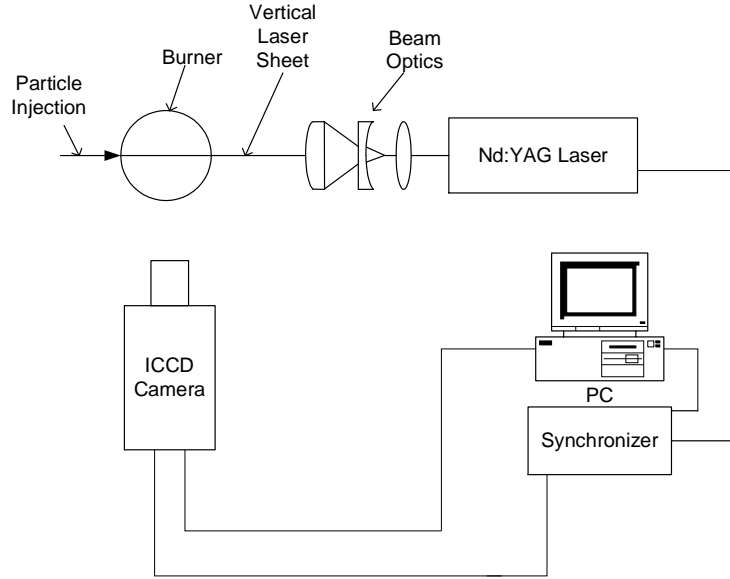 Vertical
Laser
Sheet
Beam
Optics
Burner
Particle
Injection
Nd:YAG Laser
ICCD
Camera
PC
Synchronizer